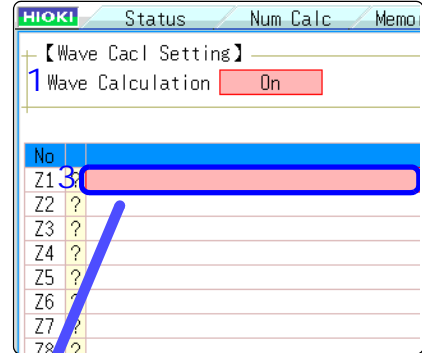 HIOKI Status Num Calc Memo
【Wave Cacl Setting】
1 Wave Calculation On
No
Z1 3 ?
Z2 ?
Z3 ?
Z4 ?
Z5 ?
Z6 ?
Z7 ?
Z8 ?